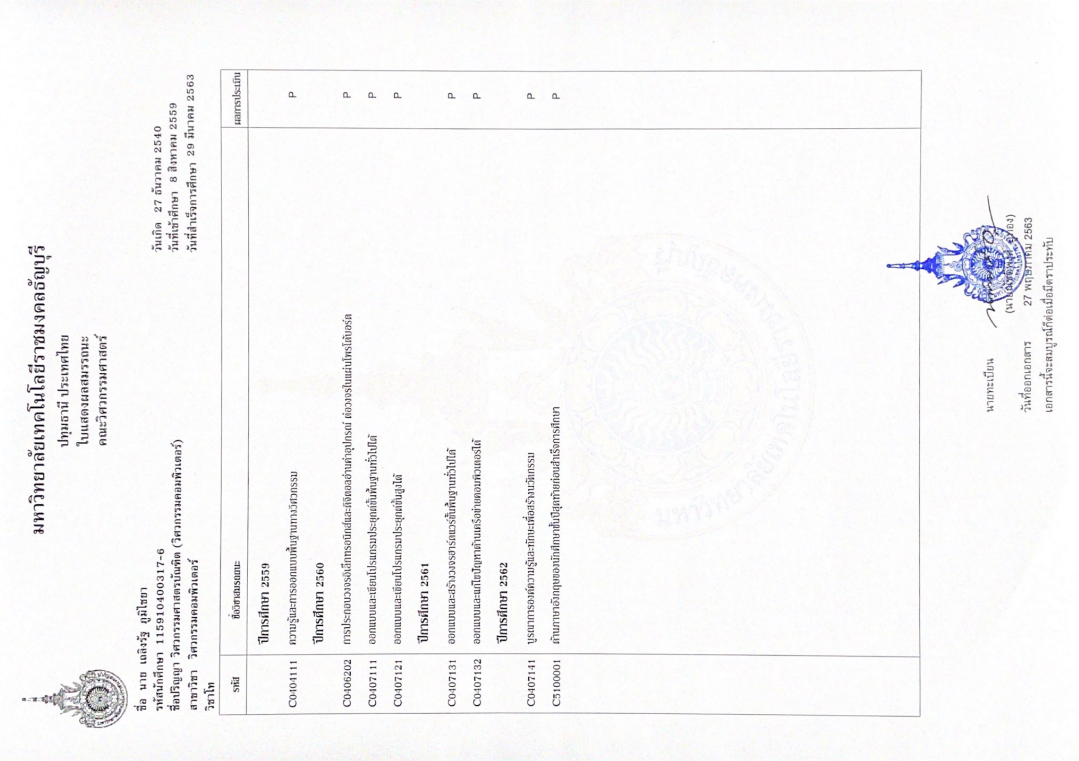 มหาวิทยาลัยเทคโนโลยีราชมงคลธัญบุรี
ปทุมธานี ประเทศไทย
ใบแสดงผลสมรรถนะ
คณะวิศวกรรมศาสตร์
ชื่อ นาย เถลิงรัฐ ภูมิไชยา
รหัสนักศึกษา 115910400317-6 วันเกิด 27 ธันวาคม 2540
ชื่อปริญญา วิศวกรรมศาสตรบัณฑิต (วิศวกรรมคอมพิวเตอร์) วันที่เข้าศึกษา 8 สิงหาคม 2559
สาขาวิชา วิศวกรรมคอมพิวเตอร์ วันที่สำเร็จการศึกษา 29 มีนาคม 2563
วิชาโท
รหัส ชื่อวิชาสมรรถนะ ผลการประเมิน
ปีการศึกษา 2559
C0404111 ความรู้และการออกแบบพื้นฐานทางวิศวกรรม P
ปีการศึกษา 2560
C0406202 การประกอบวงจรอิเล็กทรอนิกส์และดิจิตอลอ่านค่าอุปกรณ์ ต่อวงจรในแผ่นโพรโต้บอร์ด P
C0407111 ออกแบบและเขียนโปรแกรมประยุกต์ขั้นพื้นฐานทั่วไปได้ P
C0407121 ออกแบบและเขียนโปรแกรมประยุกต์ขั้นสูงได้ P
ปีการศึกษา 2561
C0407131 ออกแบบและสร้างวงจรฮาร์ดแวร์ขั้นพื้นฐานทั่วไปได้ P
C0407132 ออกแบบและแก้ไขปัญหาด้านเครือข่ายคอมพิวเตอร์ได้ P
ปีการศึกษา 2562
C0407141 บูรณาการองค์ความรู้และทักษะเพื่อสร้างนวัตกรรม P
C5100001 ด้านภาษาอังกฤษของนักศึกษาชั้นปีสุดท้ายก่อนสำเร็จการศึกษา P
นายทะเบียน
วันที่ออกเอกสาร 27 พฤษภาคม 2563
เอกสารนี้จะสมบูรณ์ก็ต่อเมื่อมีตราประทับ